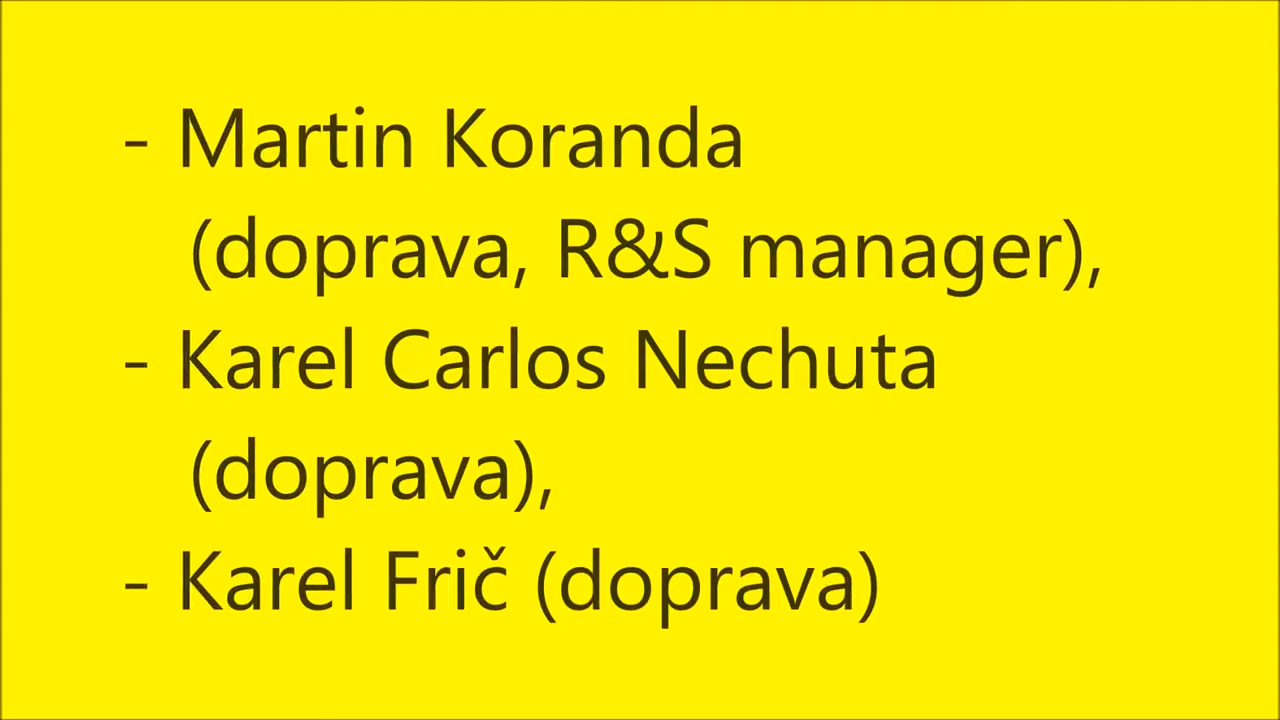 - Martin Koranda
(doprava, R&S manager),
- Karel Carlos Nechuta
(doprava),
- Karel Frič (doprava)